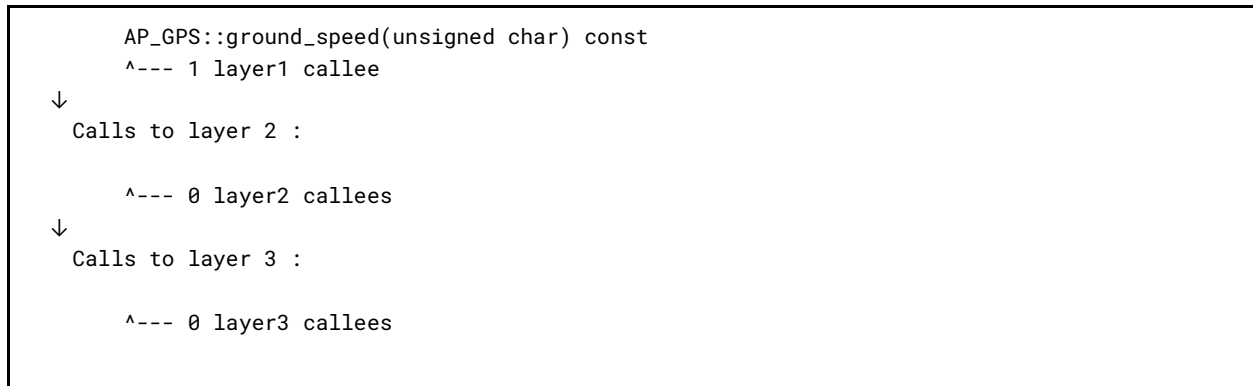 AP_GPS::ground_speed(unsigned char) const
^--- 1 layer1 callee
↓
Calls to layer 2 :
^--- 0 layer2 callees
↓
Calls to layer 3 :
^--- 0 layer3 callees